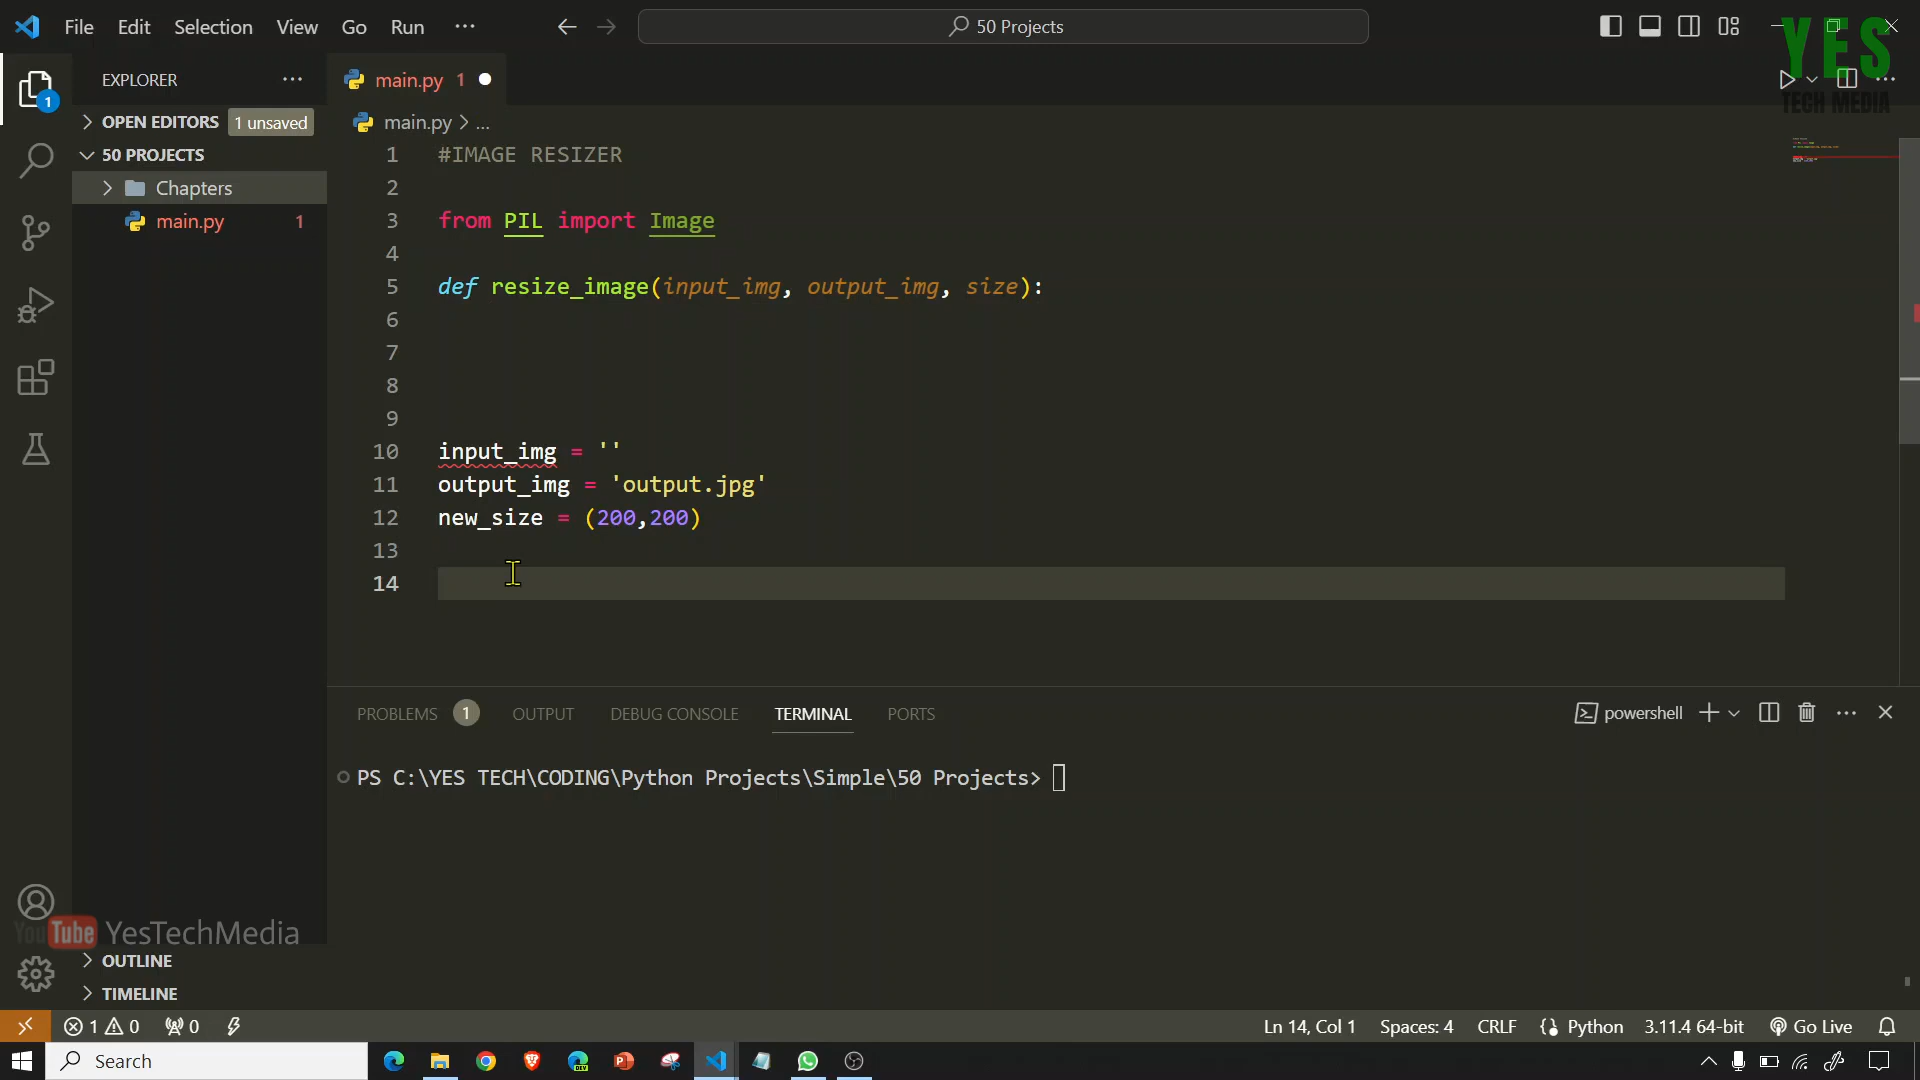 File Edit Selection View Go Run ... 50 Projects
YES
TECH MEDIA
EXPLORER ...
main.py 1
OPEN EDITORS 1 unsaved
main.py > ...
50 PROJECTS
Chapters
main.py 1
1 #IMAGE RESIZER
2
3 from PIL import Image
4
5 def resize_image(input_img, output_img, size):
6
7
8
9
10 input_img = ''
11 output_img = 'output.jpg'
12 new_size = (200,200)
13
14
1
PROBLEMS 1 OUTPUT DEBUG CONSOLE TERMINAL PORTS
powershell
PS C:\YES TECH\CODING\Python Projects\Simple\50 Projects>
YouTube YesTechMedia
OUTLINE
TIMELINE
1 0 0
Ln 14, Col 1 Spaces: 4 CRLF Python 3.11.4 64-bit Go Live
Search